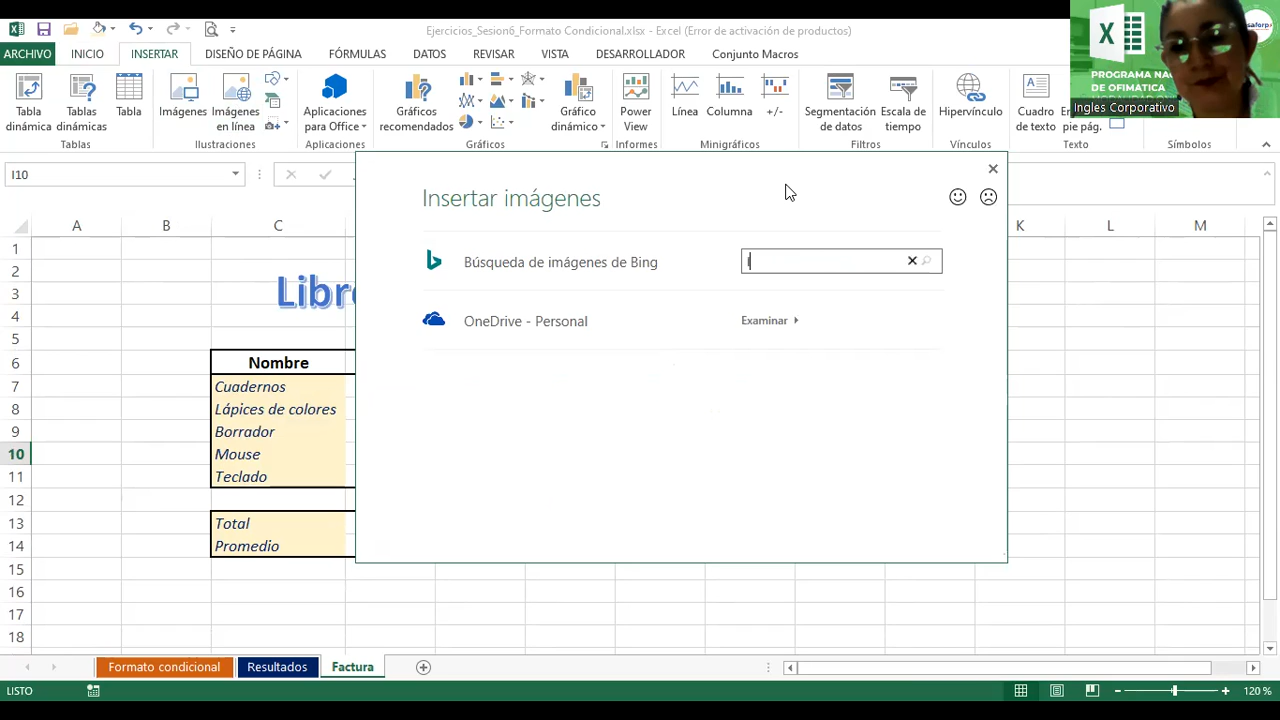 Ejercicios_Sesion6_Formato Condicional.xlsx - Excel (Error de activación de productos)
ARCHIVO INICIO INSERTAR DISEÑO DE PÁGINA FÓRMULAS DATOS REVISAR VISTA DESARROLLADOR Conjunto Macros
PROGRAMA
DE OFIMATICA
Ingles Corporativo
Tabla dinámica
Tablas dinámicas
Tabla
Imágenes
Imágenes en línea
Aplicaciones para Office
Gráficos recomendados
Gráfico dinámico
Power View
Línea
Columna
+/-
Segmentación de datos
Escala de tiempo
Hipervínculo
Cuadro de texto
pie pág.
Tablas Ilustraciones Aplicaciones Gráficos Informes Minigráficos Filtros Vínculos Texto Símbolos
I10
Insertar imágenes
Búsqueda de imágenes de Bing
OneDrive - Personal Examinar
A B C K L M
1
2
3
4
5
6 Nombre
7 Cuadernos
8 Lápices de colores
9 Borrador
10 Mouse
11 Teclado
12
13 Total
14 Promedio
15
16
17
18
Formato condicional Resultados Factura
LISTO 120 %